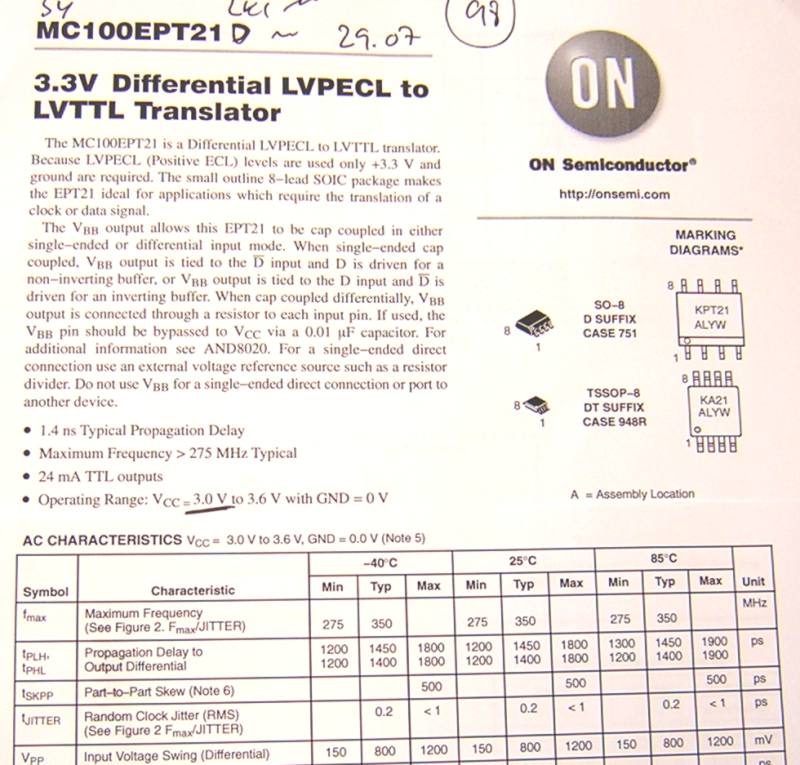 SY
98
MC100EPT21 D ~ 29.07
3.3V Differential LVPECL to
LVTTL Translator
The MC100EPT21 is a Differential LVPECL to LVTTL translator.
Because LVPECL (Positive ECL) levels are used only +3.3 V and
ground are required. The small outline 8–lead SOIC package makes
the EPT21 ideal for applications which require the translation of a
clock or data signal.
The VBB output allows this EPT21 to be cap coupled in either
single–ended or differential input mode. When single–ended cap
coupled, VBB output is tied to the D̅ input and D is driven for a
non–inverting buffer, or VBB output is tied to the D input and D̅ is
driven for an inverting buffer. When cap coupled differentially, VBB
output is connected through a resistor to each input pin. If used, the
VBB pin should be bypassed to VCC via a 0.01 µF capacitor. For
additional information see AND8020. For a single–ended direct
connection use an external voltage reference source such as a resistor
divider. Do not use VBB for a single–ended direct connection or port to
another device.
• 1.4 ns Typical Propagation Delay
• Maximum Frequency > 275 MHz Typical
• 24 mA TTL outputs
• Operating Range: VCC = 3.0 V to 3.6 V with GND = 0 V
ON
ON Semiconductor®
http://onsemi.com
MARKING
DIAGRAMS*
8
SO–8
D SUFFIX
CASE 751
8
1
KPT21
ALYW
1
8
TSSOP–8
DT SUFFIX
CASE 948R
8
1
KA21
ALYW
1
A = Assembly Location
AC CHARACTERISTICS VCC = 3.0 V to 3.6 V, GND = 0.0 V (Note 5)
–40°C 25°C 85°C
Symbol Characteristic Min Typ Max Min Typ Max Min Typ Max Unit
fmax Maximum Frequency MHz
(See Figure 2. Fmax/JITTER) 275 350 275 350 275 350
tPLH, Propagation Delay to 1200 1450 1800 1200 1450 1800 1300 1450 1900 ps
tPHL Output Differential 1200 1400 1800 1200 1400 1800 1200 1400 1900
tSKPP Part–to–Part Skew (Note 6) 500 500 500 ps
tJITTER Random Clock Jitter (RMS) 0.2 < 1 0.2 < 1 0.2 < 1 ps
(See Figure 2 Fmax/JITTER)
VPP Input Voltage Swing (Differential) 150 800 1200 150 800 1200 150 800 1200 mV